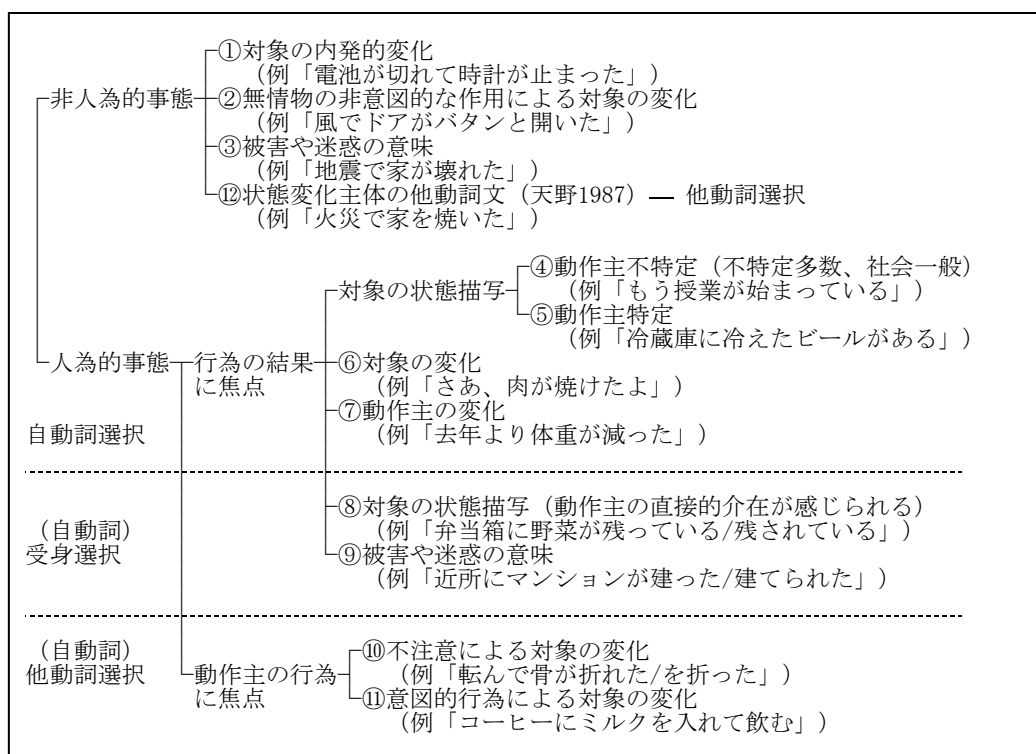 ①対象の内発的変化
(例「電池が切れて時計が止まった」)
非人為的事態 ②無情物の非意図的な作用による対象の変化
(例「風でドアがバタンと開いた」)
③被害や迷惑の意味
(例「地震で家が壊れた」)
⑫状態変化主体の他動詞文(天野1987)― 他動詞選択
(例「火災で家を焼いた」)
④動作主不特定(不特定多数、社会一般)
対象の状態描写 (例「もう授業が始まっている」)
⑤動作主特定
(例「冷蔵庫に冷えたビールがある」)
人為的事態 行為の結果 ⑥対象の変化
に焦点 (例「さあ、肉が焼けたよ」)
⑦動作主の変化
自動詞選択 (例「去年より体重が減った」)
⑧対象の状態描写(動作主の直接的介在が感じられる)
(自動詞) (例「弁当箱に野菜が残っている/残されている」)
受身選択 ⑨被害や迷惑の意味
(例「近所にマンションが建った/建てられた」)
(自動詞) ⑩不注意による対象の変化
他動詞選択 動作主の行為 (例「転んで骨が折れた/を折った」)
に焦点 ⑪意図的行為による対象の変化
(例「コーヒーにミルクを入れて飲む」)